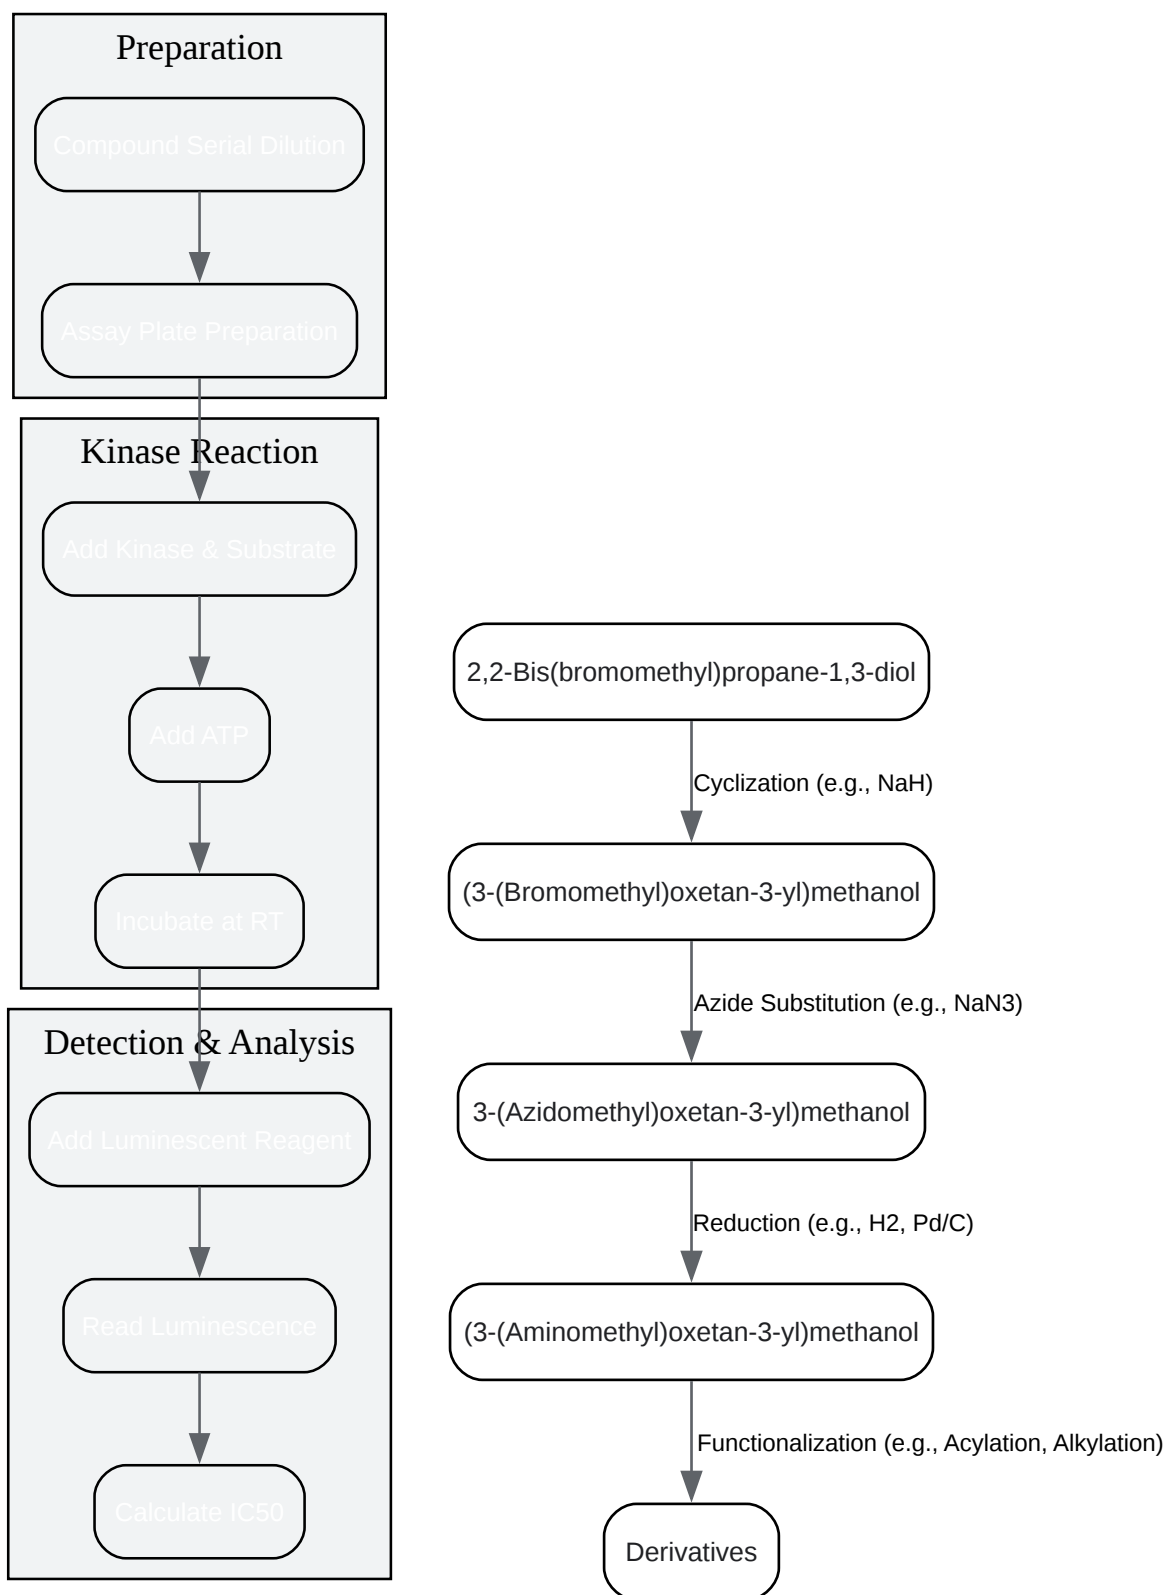 Preparation
Compound Serial Dilution
Assay Plate Preparation
Kinase Reaction
Add Kinase & Substrate
Add ATP
Incubate at RT
Detection & Analysis
Add Luminescent Reagent
Read Luminescence
Calculate IC50
2,2-Bis(bromomethyl)propane-1,3-diol
Cyclization (e.g., NaH)
(3-(Bromomethyl)oxetan-3-yl)methanol
Azide Substitution (e.g., NaN3)
3-(Azidomethyl)oxetan-3-yl)methanol
Reduction (e.g., H2, Pd/C)
(3-(Aminomethyl)oxetan-3-yl)methanol
Functionalization (e.g., Acylation, Alkylation)
Derivatives